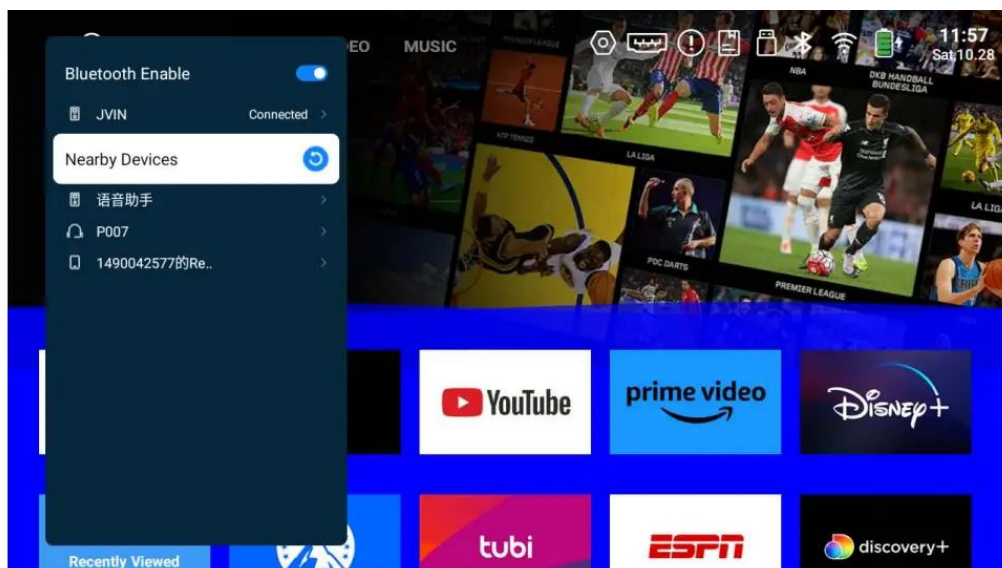 EO
MUSIC
11:57
Sat,10.28
Bluetooth Enable
JVIN
Connected
Nearby Devices
语音助手
P007
1490042577的Re..
NBA
DKB HANDBALL
BUNDESLIGA
ATP TENNIS
LA LIGA
LA LIG
PDC DARTS
PREMIER LEAGUE
YouTube
prime video
Disney+
Recently Viewed
tubi
ESPN
discovery+